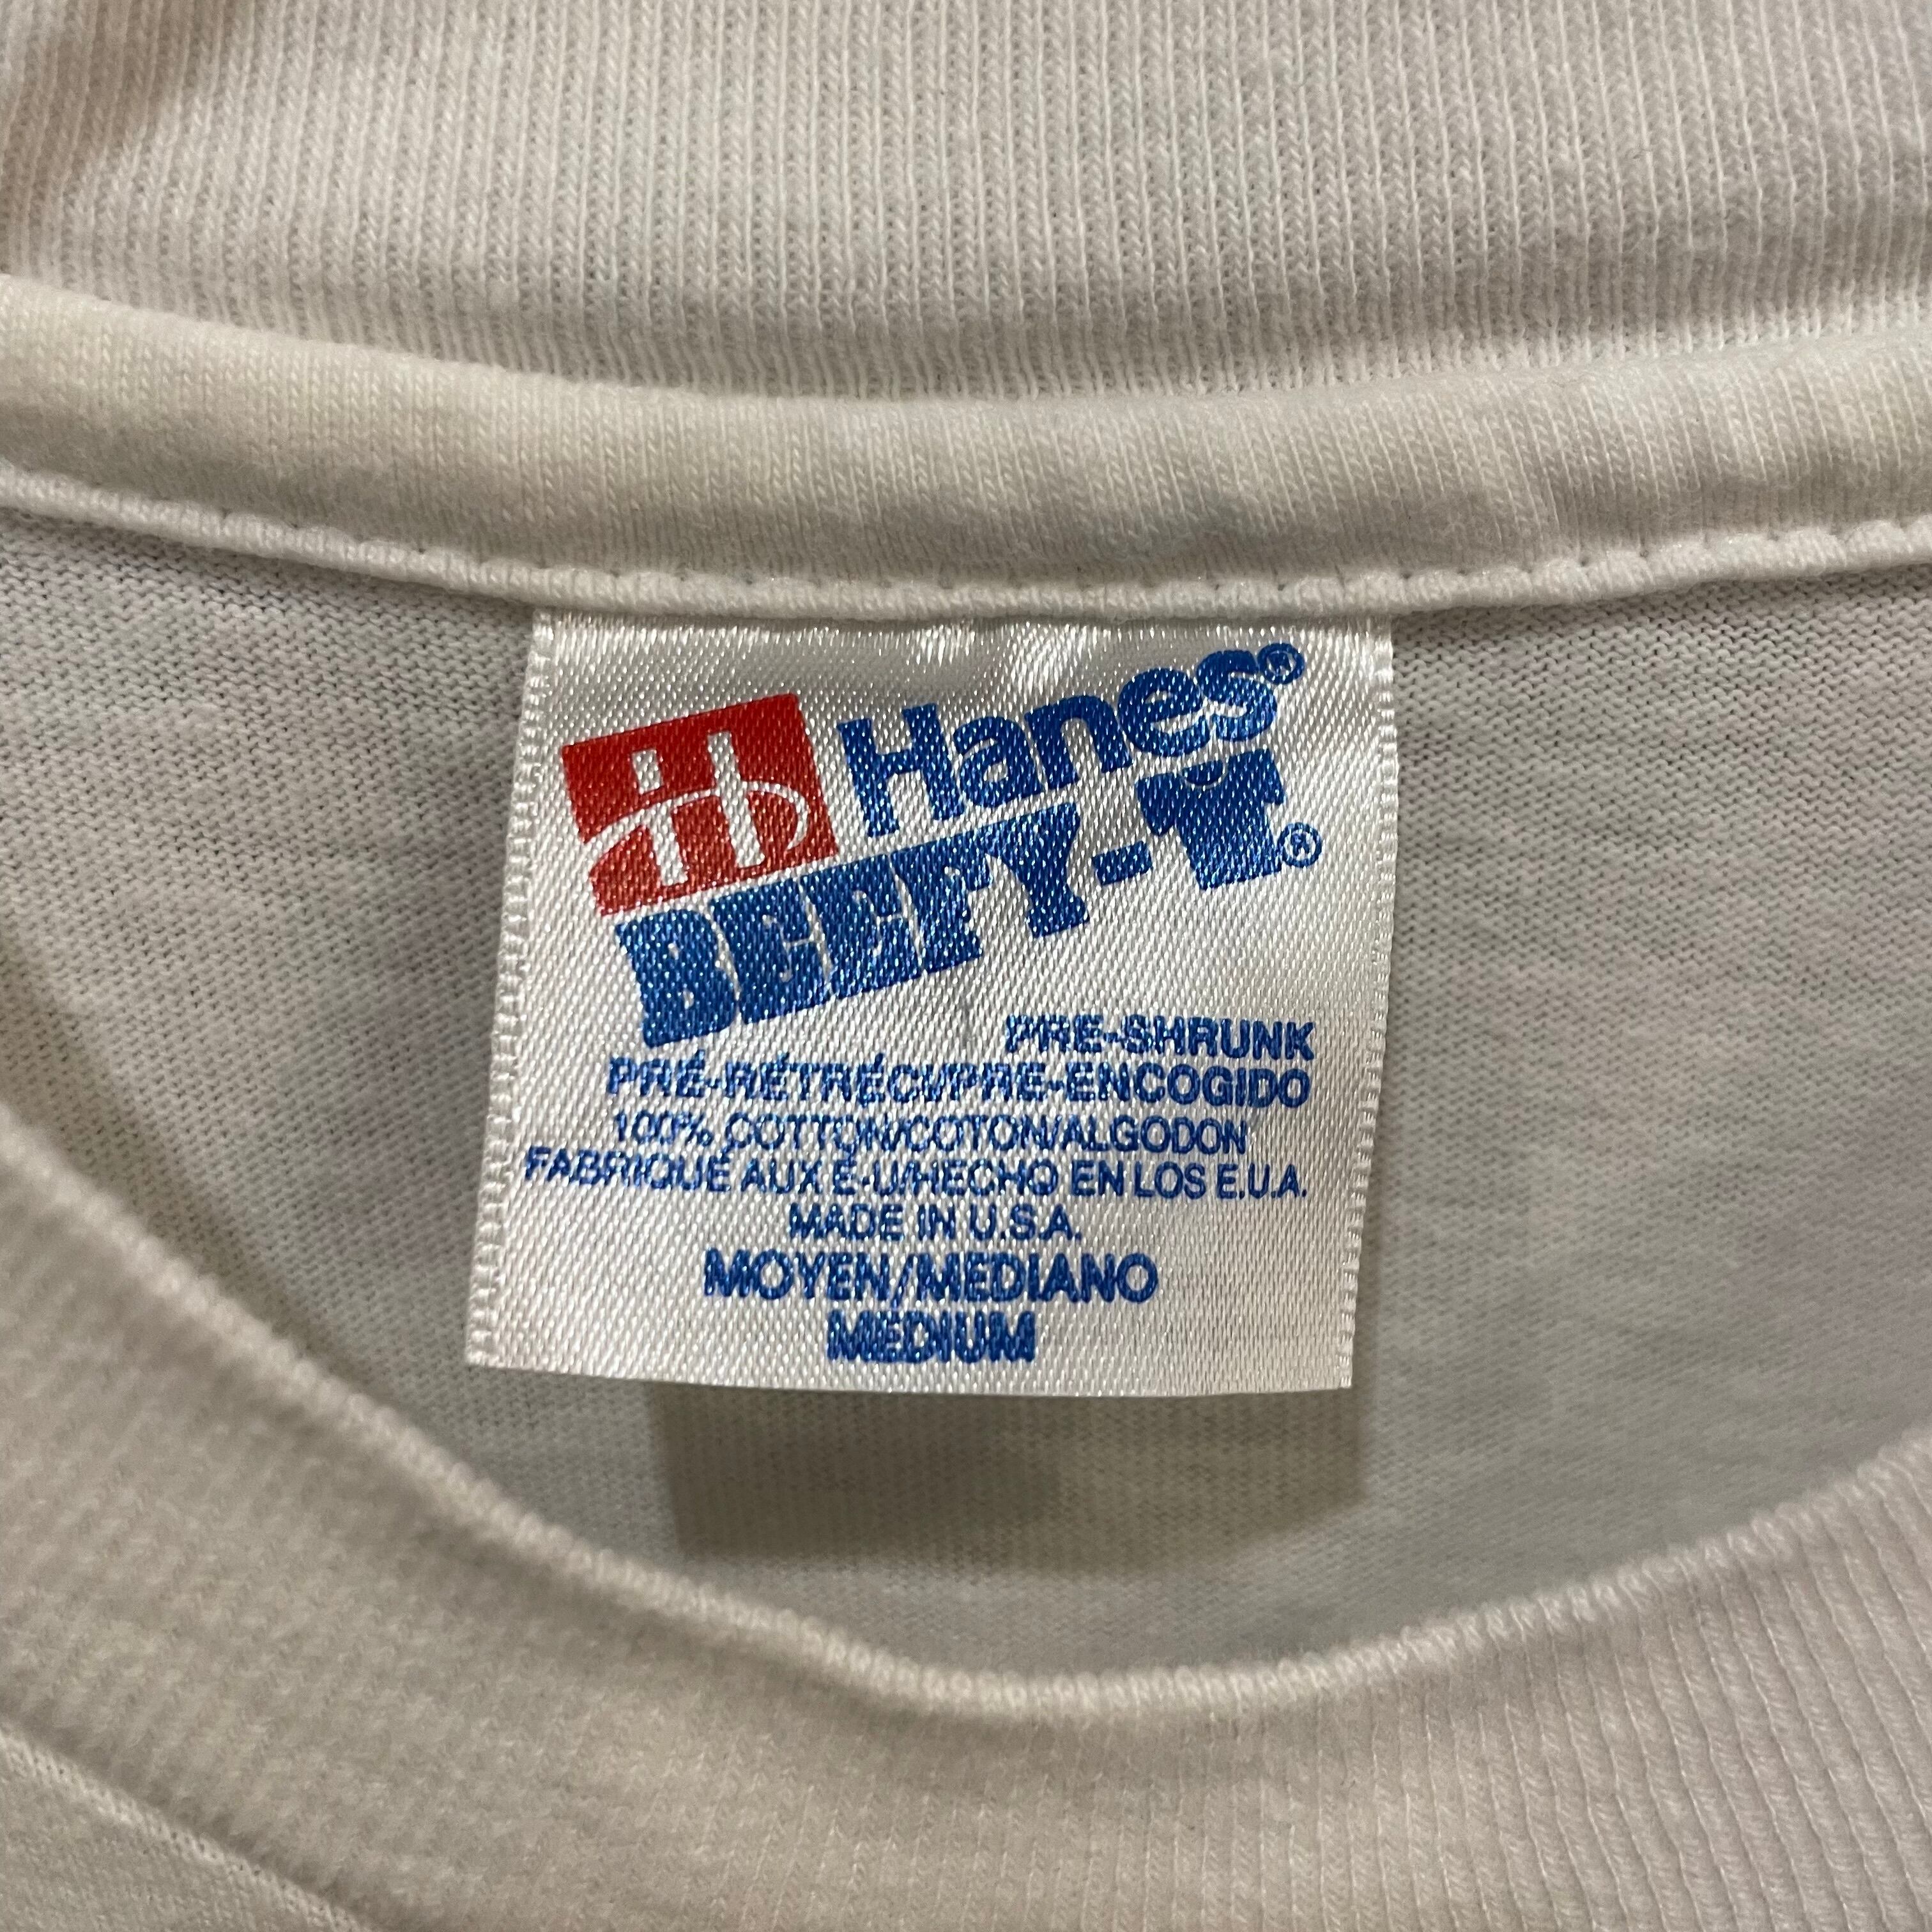 Hanes®
BEEFY-T®
PRE-SHRUNK
PRÉ-RÉTRÉCI/PRE-ENCOGIDO
100% COTTON/COTON/ALGODON
FABRIQUÉ AUX É-U/HECHO EN LOS E.U.A.
MADE IN U.S.A.
MOYEN/MEDIANO
MEDIUM